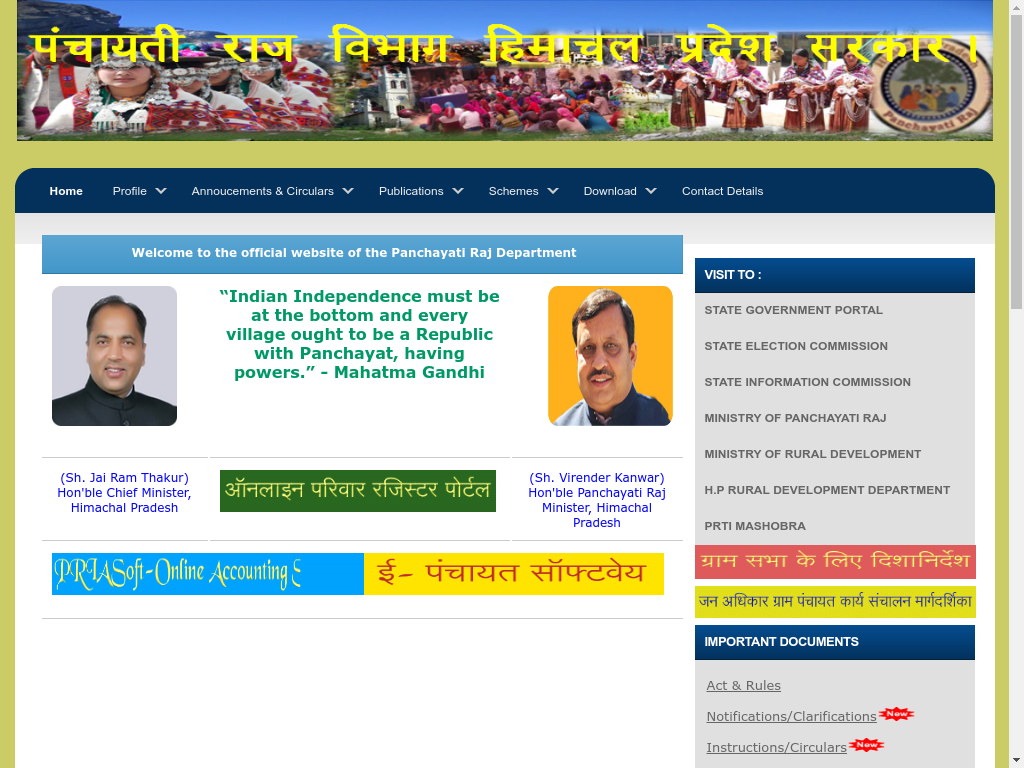 पंचायती राज विभाग हिमाचल प्रदेश सरकार ।
Panchayati Raj
Home Profile Annoucements & Circulars Publications Schemes Download Contact Details
Welcome to the official website of the Panchayati Raj Department
“Indian Independence must be
at the bottom and every
village ought to be a Republic
with Panchayat, having
powers.” - Mahatma Gandhi
(Sh. Jai Ram Thakur)
Hon'ble Chief Minister,
Himachal Pradesh
ऑनलाइन परिवार रजिस्टर पोर्टल
(Sh. Virender Kanwar)
Hon'ble Panchayati Raj
Minister, Himachal
Pradesh
PRIASoft-Online Accounting S
ई- पंचायत सॉफ्टवेय
VISIT TO :
STATE GOVERNMENT PORTAL
STATE ELECTION COMMISSION
STATE INFORMATION COMMISSION
MINISTRY OF PANCHAYATI RAJ
MINISTRY OF RURAL DEVELOPMENT
H.P RURAL DEVELOPMENT DEPARTMENT
PRTI MASHOBRA
ग्राम सभा के लिए दिशानिर्देश
जन अधिकार ग्राम पंचायत कार्य संचालन मार्गदर्शिका
IMPORTANT DOCUMENTS
Act & Rules
Notifications/Clarifications New
Instructions/Circulars New